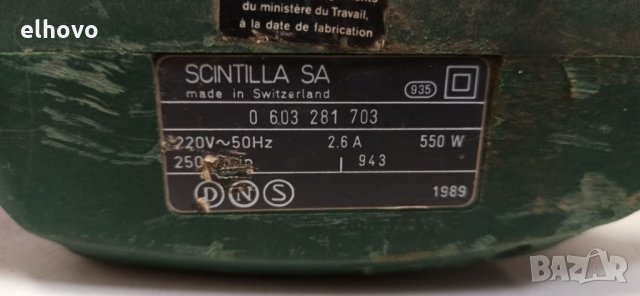 elhovo
du ministère du Travail,
à la date de fabrication
SCINTILLA SA
made in Switzerland
935
0 603 281 703
220V~50Hz 2.6 A 550 W
943
D N S 1989
BAZAR